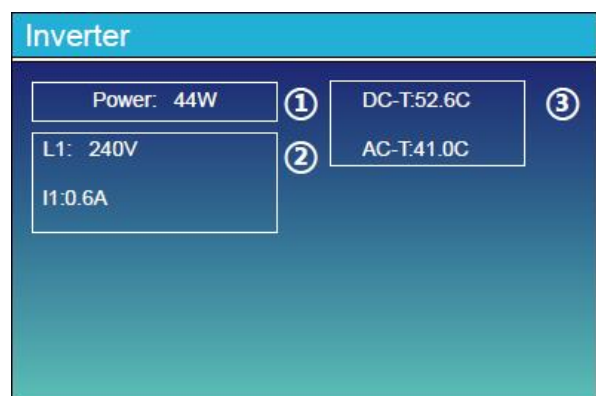 Inverter
Power: 44W
①
DC-T:52.6C
③
L1: 240V
②
AC-T:41.0C
I1:0.6A